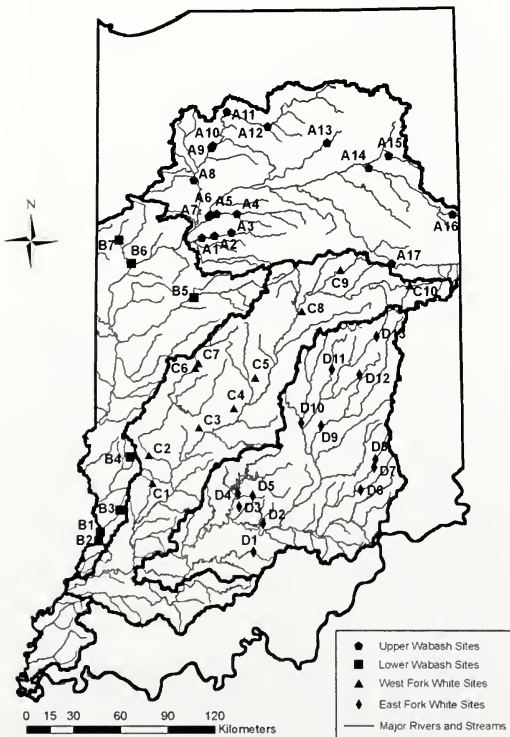 A11
A10
A12
A13
A9
A15
A14
A8
A6
A5
A4
A7
A16
A3
A1
A2
N
B7
B6
A17
C9
C10
B5
C8
D13
C7
C6
C5
D11
D12
C4
D10
D9
C3
C2
B4
D8
D7
C1
D5
D4
D6
B3
D3
D2
B1
B2
D1
Upper Wabash Sites
Lower Wabash Sites
West Fork White Sites
East Fork White Sites
Major Rivers and Streams
0 15 30 60 90 120
Kilometers